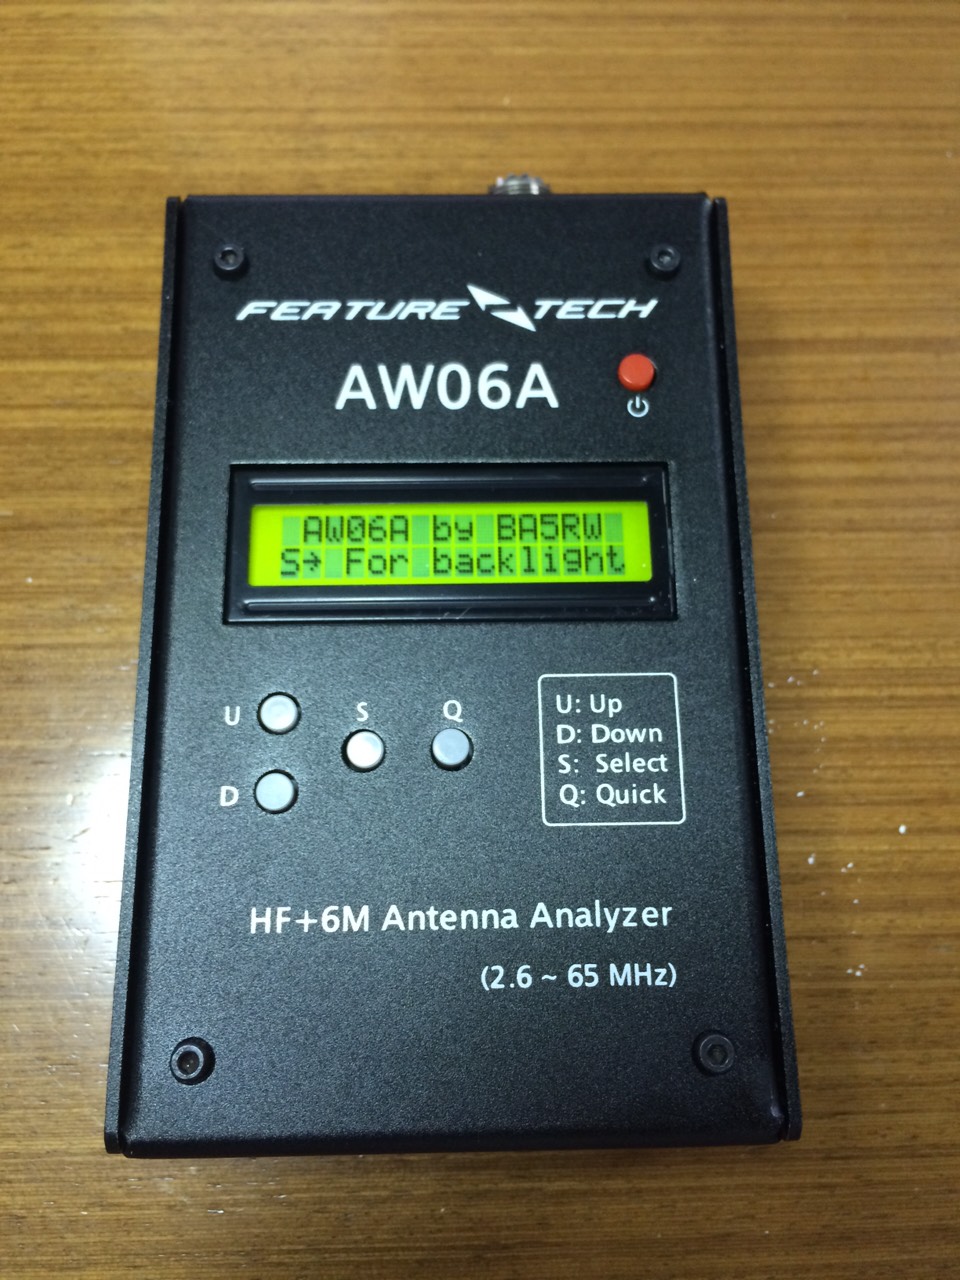 FEATURE TECH
AW06A
AW06A by BA5RW
S→ For backlight
U
S
Q
D
U: Up
D: Down
S: Select
Q: Quick
HF+6M Antenna Analyzer
(2.6 ~ 65 MHz)